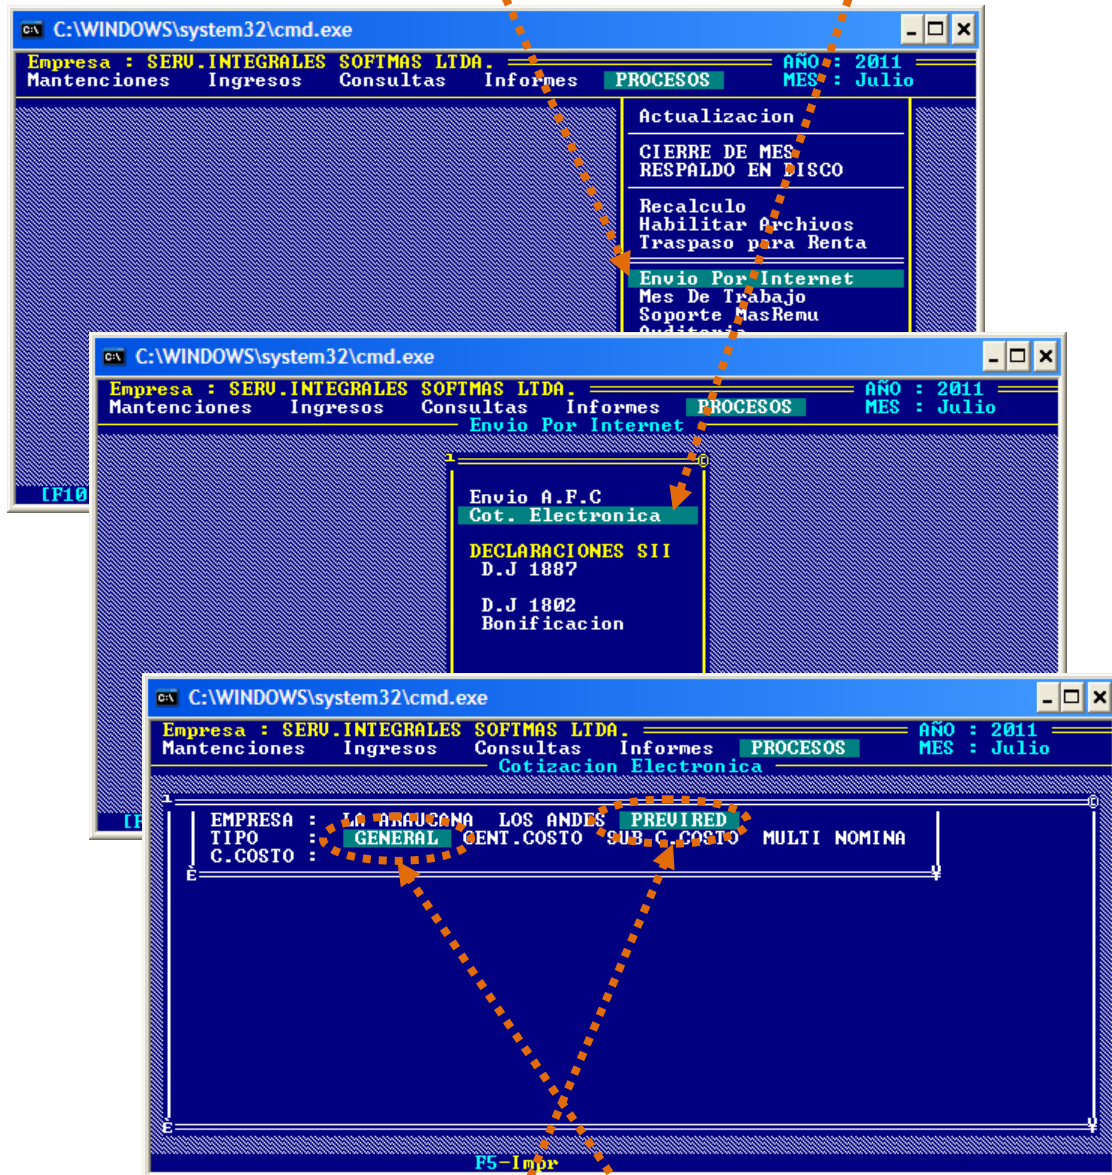 C:\WINDOWS\system32\cmd.exe
Empresa : SERV.INTEGRALES SOFTMAS LTDA. AÑO : 2011
Mantenciones Ingresos Consultas Informes PROCESOS MES : Julio
Actualizacion
CIERRE DE MES
RESPALDO EN DISCO
Recalculo
Habilitar Archivos
Traspaso para Renta
Envio Por Internet
Mes De Trabajo
Soporte MasRemu
Auditoria
[F10
C:\WINDOWS\system32\cmd.exe
Empresa : SERV.INTEGRALES SOFTMAS LTDA. AÑO : 2011
Mantenciones Ingresos Consultas Informes PROCESOS MES : Julio
Envio Por Internet
Envio A.F.C
Cot. Electronica
DECLARACIONES SII
D.J 1887
D.J 1802
Bonificacion
C:\WINDOWS\system32\cmd.exe
Empresa : SERV.INTEGRALES SOFTMAS LTDA. AÑO : 2011
Mantenciones Ingresos Consultas Informes PROCESOS MES : Julio
Cotizacion Electronica
EMPRESA : LA ARAUCANA LOS ANDES PREVIRED
TIPO : GENERAL CENT.COSTO SUB C.COSTO MULTI NOMINA
C.COSTO :
F5-Impr